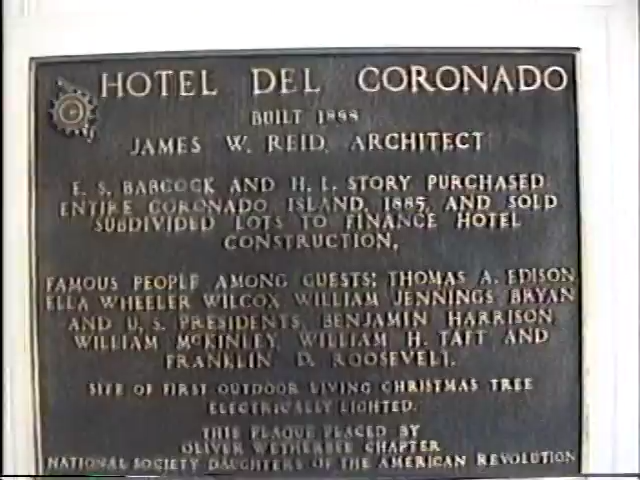 HOTEL DEL CORONADO
BUILT 1888
JAMES W. REID, ARCHITECT
E. S. BABCOCK AND H. L. STORY PURCHASED
ENTIRE CORONADO ISLAND, 1885, AND SOLD
SUBDIVIDED LOTS TO FINANCE HOTEL
CONSTRUCTION.
FAMOUS PEOPLE AMONG GUESTS: THOMAS A. EDISON
ELLA WHEELER WILCOX WILLIAM JENNINGS BRYAN
AND U. S. PRESIDENTS, BENJAMIN HARRISON
WILLIAM McKINLEY, WILLIAM H. TAFT AND
FRANKLIN D. ROOSEVELT.
SITE OF FIRST OUTDOOR LIVING CHRISTMAS TREE
ELECTRICALLY LIGHTED.
THIS PLAQUE PLACED BY
OLIVER WETHERBEE CHAPTER
NATIONAL SOCIETY DAUGHTERS OF THE AMERICAN REVOLUTION